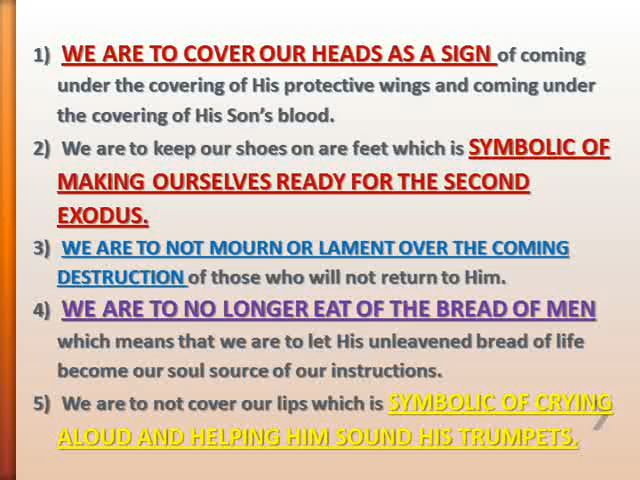 1) WE ARE TO COVER OUR HEADS AS A SIGN of coming
under the covering of His protective wings and coming under
the covering of His Son's blood.
2) We are to keep our shoes on are feet which is SYMBOLIC OF
MAKING OURSELVES READY FOR THE SECOND
EXODUS.
3) WE ARE TO NOT MOURN OR LAMENT OVER THE COMING
DESTRUCTION of those who will not return to Him.
4) WE ARE TO NO LONGER EAT OF THE BREAD OF MEN
which means that we are to let His unleavened bread of life
become our soul source of our instructions.
5) We are to not cover our lips which is SYMBOLIC OF CRYING
ALOUD AND HELPING HIM SOUND HIS TRUMPETS.